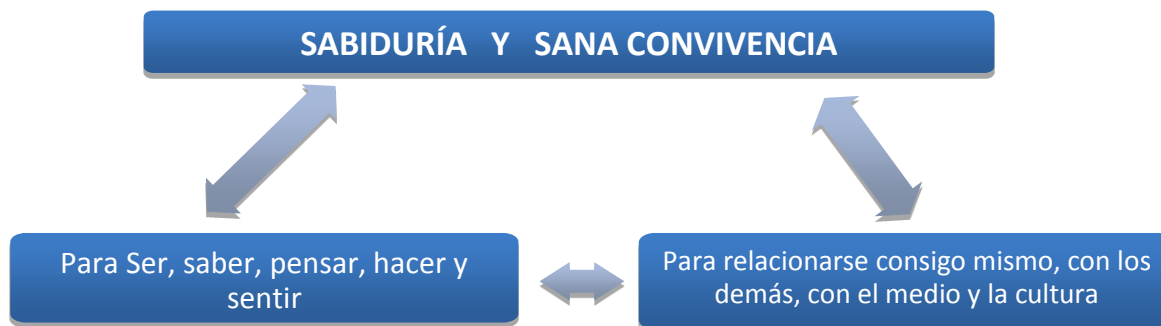 SABIDURÍA Y SANA CONVIVENCIA
Para Ser, saber, pensar, hacer y
sentir
Para relacionarse consigo mismo, con los
demás, con el medio y la cultura